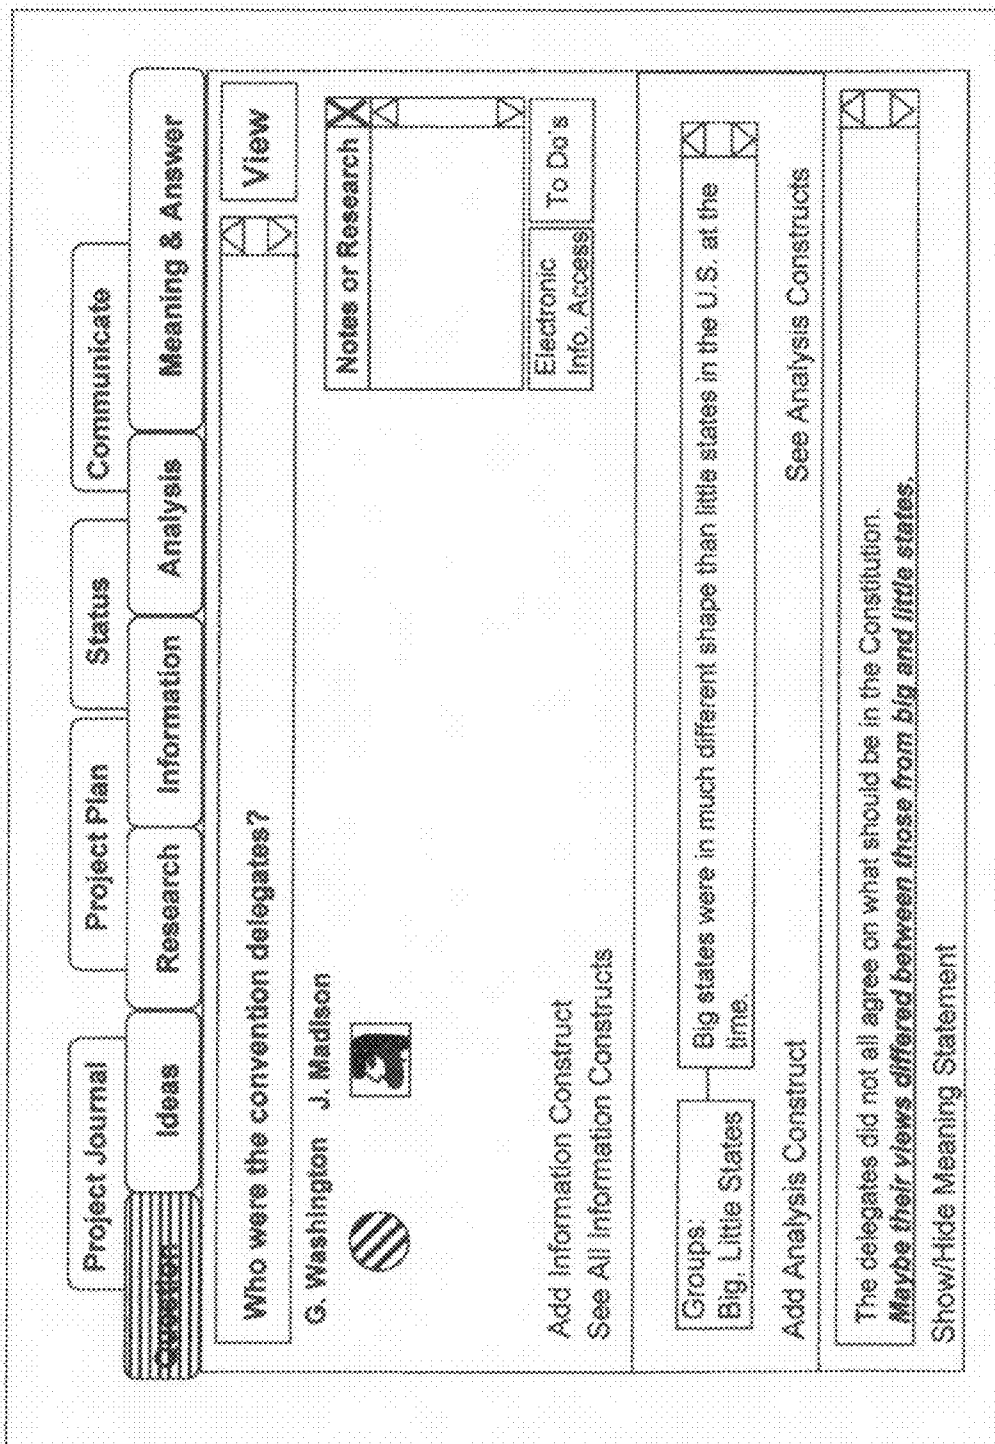 Project Journal
Project Plan
Status
Communicate
Question
Ideas
Research
Information
Analysis
Meaning & Answer
Who were the convention delegates?
View
G. Washington
J. Madison
Notes or Research
Electronic
Info. Access
To Do's
Add Information Construct
See All Information Constructs
Groups.
Big, Little States
Big states were in much different shape than little states in the U.S. at the
time.
Add Analysis Construct
See Analysis Constructs
The delegates did not all agree on what should be in the Constitution.
Maybe their views differed between those from big and little states.
Show/Hide Meaning Statement